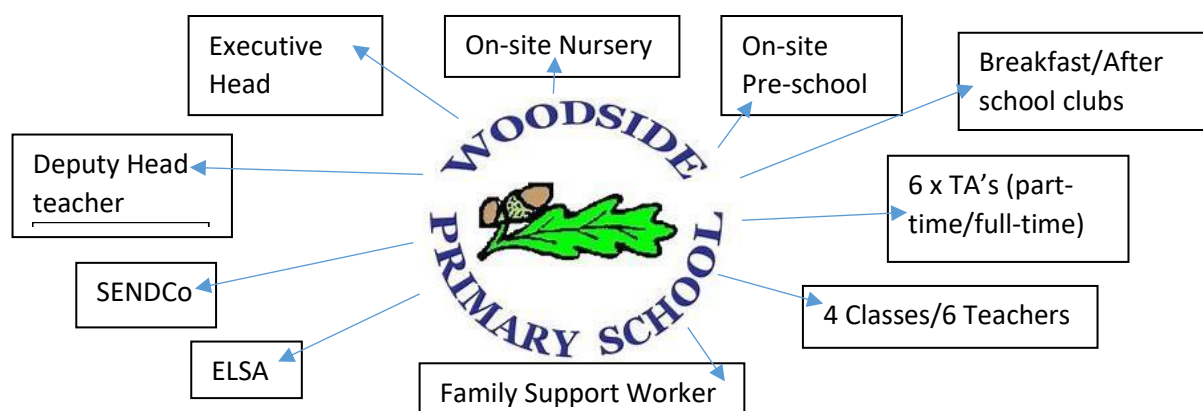 Executive
Head
On-site Nursery
On-site
Pre-school
Breakfast/After
school clubs
Deputy Head
teacher
WOODSIDE
PRIMARY SCHOOL
6 x TA’s (part-
time/full-time)
SENDCo
4 Classes/6 Teachers
ELSA
Family Support Worker